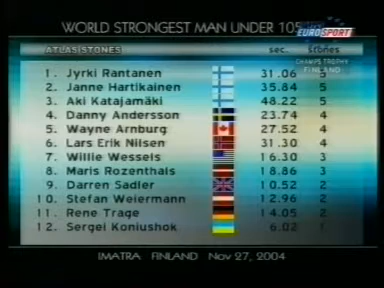 WORLD STRONGEST MAN UNDER 105
EUROSPORT
ATLAS STONES sec. stones
CHAMPS TROPHY
FINLAND
1. Jyrki Rantanen 31.06 5
2. Janne Hartikainen 35.84 5
3. Aki Katajamäki 48.22 5
4. Danny Andersson 23.74 4
5. Wayne Arnburg 27.52 4
6. Lars Erik Nilsen 31.30 4
7. Willie Wessels 16.30 3
8. Maris Rozenthals 18.86 3
9. Darren Sadler 10.52 2
10. Stefan Weiermann 12.96 2
11. Rene Trage 14.05 2
12. Sergei Koniushok 6.02 1
IMATRA FINLAND Nov 27, 2004